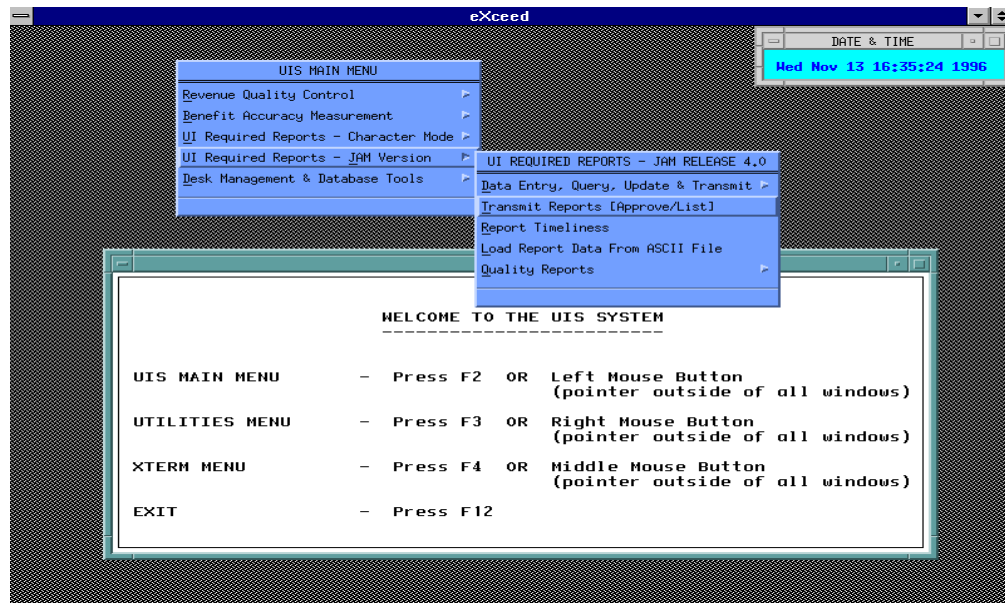 eXceed
DATE & TIME
Wed Nov 13 16:35:24 1996
UIS MAIN MENU
Revenue Quality Control
Benefit Accuracy Measurement
UI Required Reports - Character Mode
UI Required Reports - JAM Version
Desk Management & Database Tools
UI REQUIRED REPORTS - JAM RELEASE 4.0
Data Entry, Query, Update & Transmit
Transmit Reports [Approve/List]
Report Timeliness
Load Report Data From ASCII File
Quality Reports
WELCOME TO THE UIS SYSTEM
-------------------------
UIS MAIN MENU - Press F2 OR Left Mouse Button
(pointer outside of all windows)
UTILITIES MENU - Press F3 OR Right Mouse Button
(pointer outside of all windows)
XTERM MENU - Press F4 OR Middle Mouse Button
(pointer outside of all windows)
EXIT - Press F12